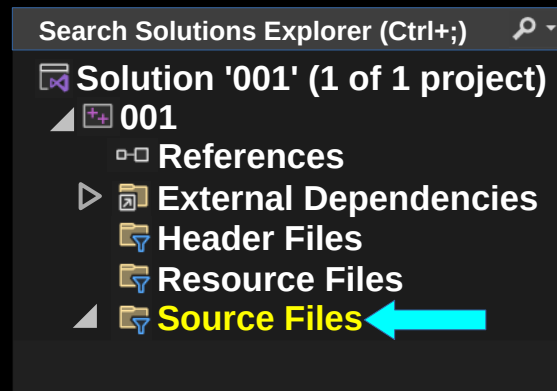 Search Solutions Explorer (Ctrl+;)
Solution '001' (1 of 1 project)
001
References
External Dependencies
Header Files
Resource Files
Source Files